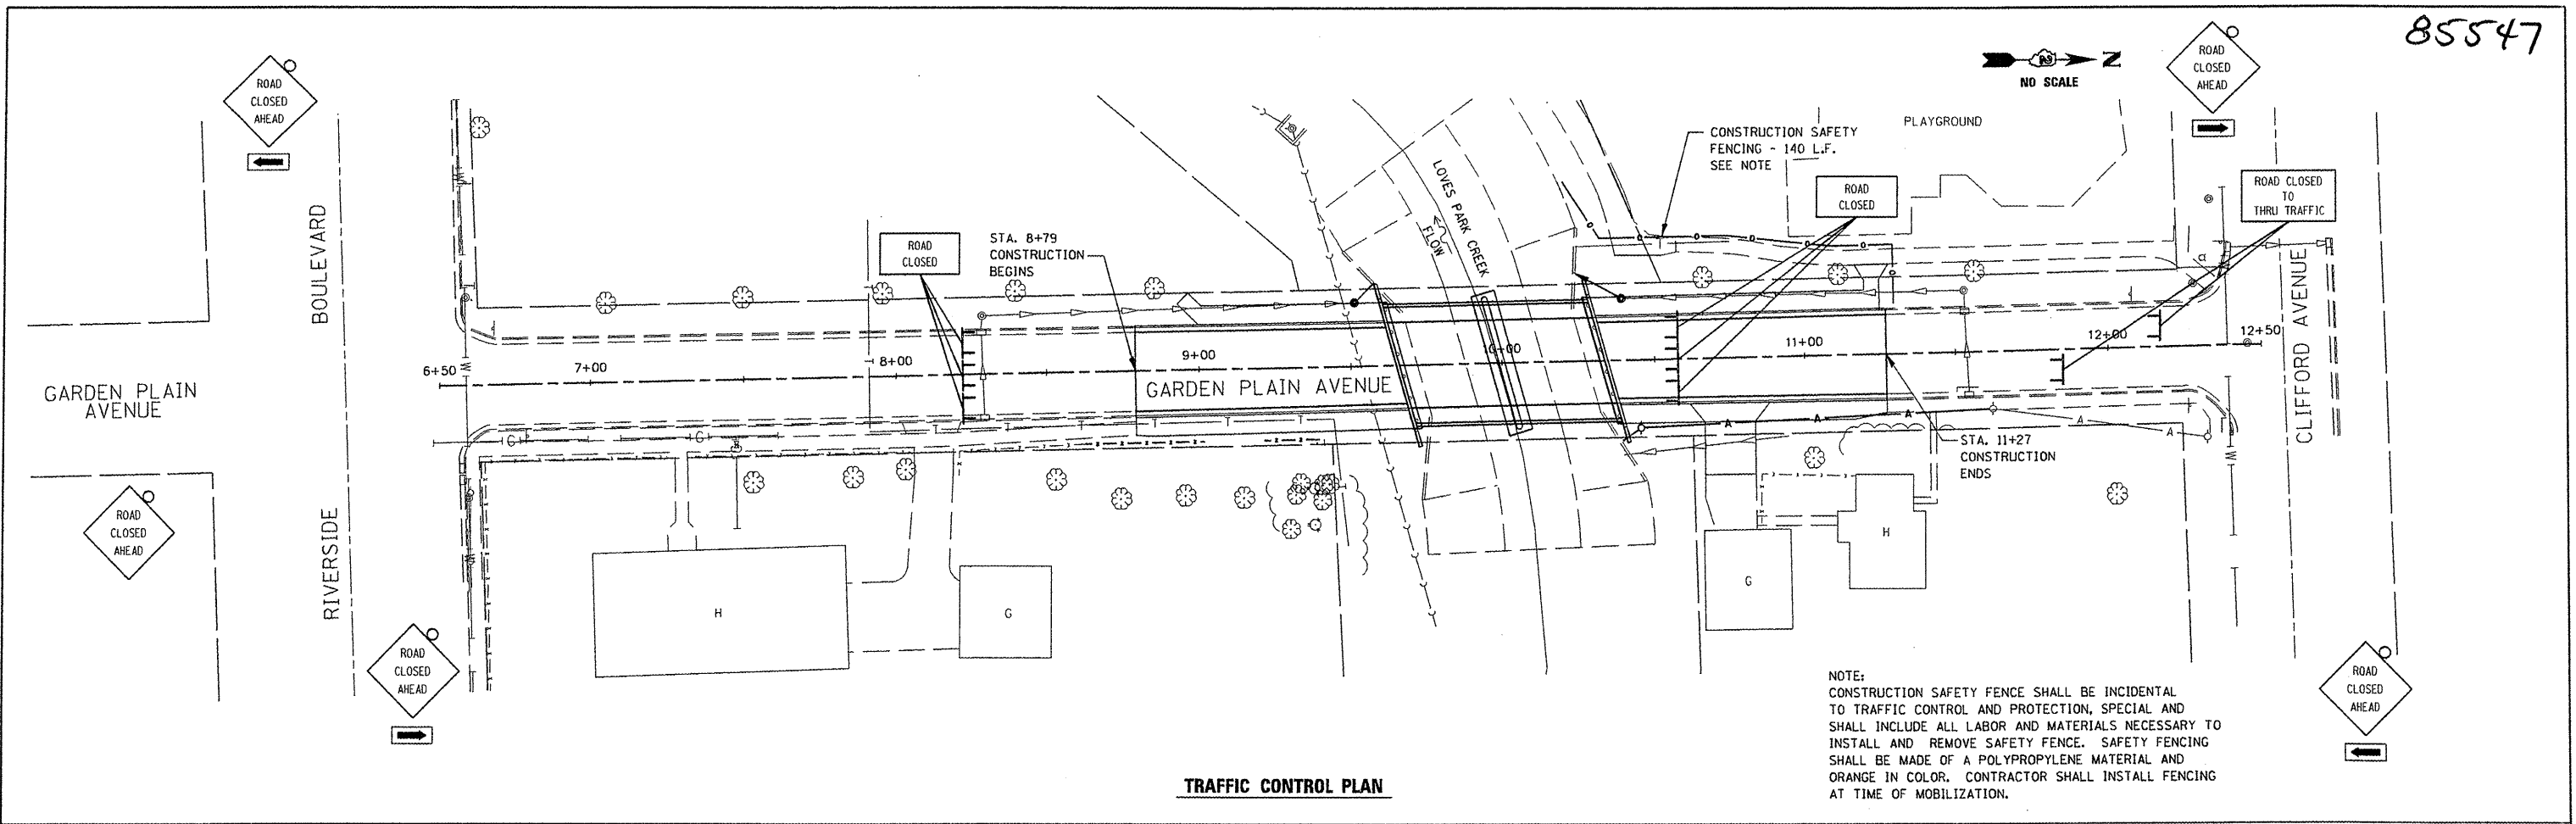 85547
ROAD
CLOSED
AHEAD
N
NO SCALE
ROAD
CLOSED
AHEAD
PLAYGROUND
CONSTRUCTION SAFETY
FENCING - 140 L.F.
SEE NOTE
LOVES PARK CREEK
FLOW
ROAD
CLOSED
ROAD CLOSED
TO
THRU TRAFFIC
BOULEVARD
ROAD
CLOSED
STA. 8+79
CONSTRUCTION
BEGINS
CLIFFORD AVENUE
6+50
7+00
8+00
9+00
10+00
11+00
12+00
12+50
GARDEN PLAIN
AVENUE
GARDEN PLAIN AVENUE
G
G
T
T
T
T
T
T
A
A
A
A
A
STA. 11+27
CONSTRUCTION
ENDS
ROAD
CLOSED
AHEAD
RIVERSIDE
H
G
G
H
ROAD
CLOSED
AHEAD
ROAD
CLOSED
AHEAD
NOTE:
CONSTRUCTION SAFETY FENCE SHALL BE INCIDENTAL
TO TRAFFIC CONTROL AND PROTECTION, SPECIAL AND
SHALL INCLUDE ALL LABOR AND MATERIALS NECESSARY TO
INSTALL AND REMOVE SAFETY FENCE. SAFETY FENCING
SHALL BE MADE OF A POLYPROPYLENE MATERIAL AND
ORANGE IN COLOR. CONTRACTOR SHALL INSTALL FENCING
AT TIME OF MOBILIZATION.
TRAFFIC CONTROL PLAN